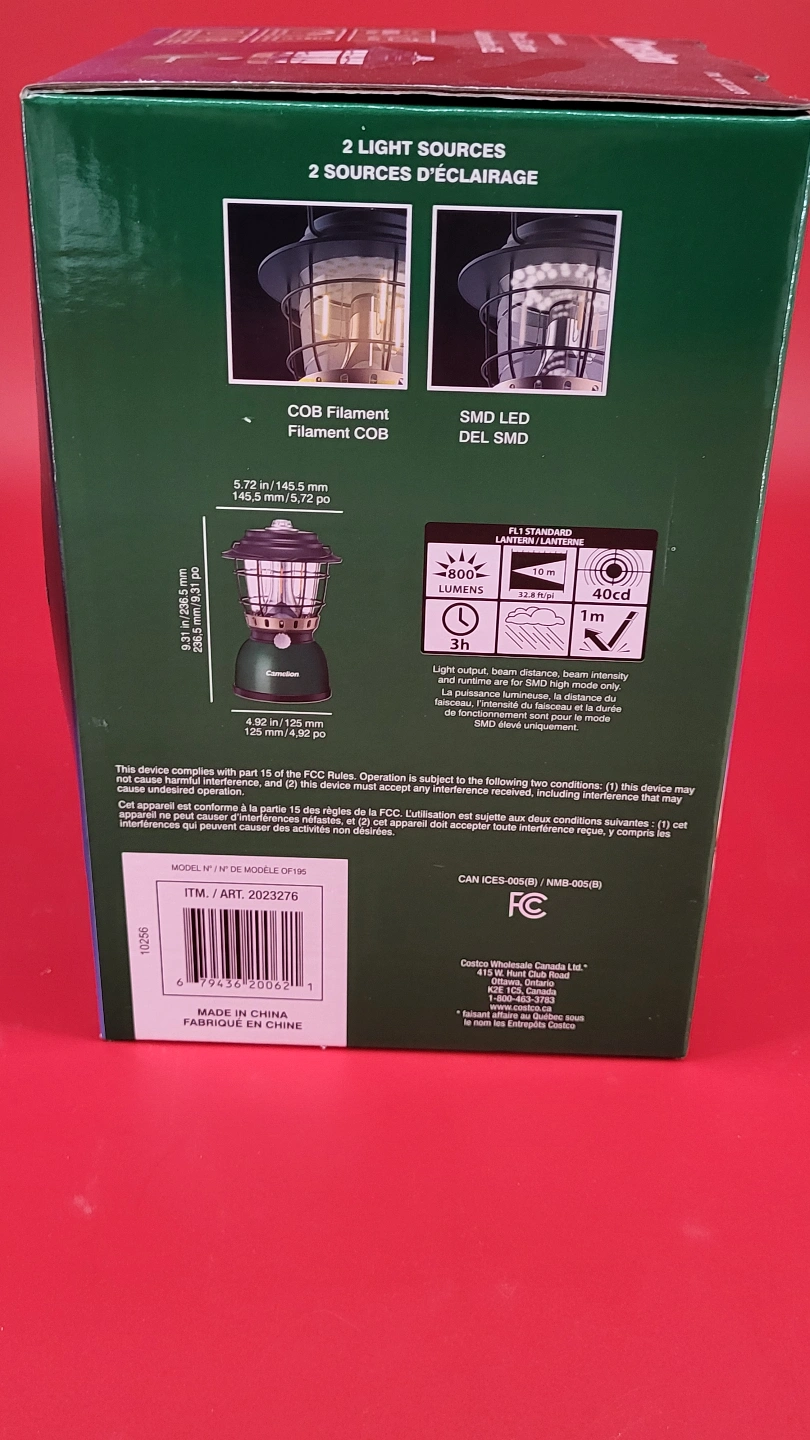 2 LIGHT SOURCES
2 SOURCES D'ÉCLAIRAGE
COB Filament
Filament COB
SMD LED
DEL SMD
5.72 in/145.5 mm
145,5 mm/5,72 po
9.31 in/236.5 mm
236,5 mm/9,31 po
Camelion
4.92 in/125 mm
125 mm/4,92 po
FL1 STANDARD
LANTERN/LANTERNE
800
LUMENS
10 m
32.8 ft/pi
40cd
3h
1m
Light output, beam distance, beam intensity
and runtime are for SMD high mode only.
La puissance lumineuse, la distance du
faisceau, l'intensité du faisceau et la durée
de fonctionnement sont pour le mode
SMD élevé uniquement.
This device complies with part 15 of the FCC Rules. Operation is subject to the following two conditions: (1) this device may
not cause harmful interference, and (2) this device must accept any interference received, including interference that may
cause undesired operation.
Cet appareil est conforme à la partie 15 des règles de la FCC. L'utilisation est sujette aux deux conditions suivantes : (1) cet
appareil ne peut causer d'interférences néfastes, et (2) cet appareil doit accepter toute interférence reçue, y compris les
interférences qui peuvent causer des activités non désirées.
MODEL N° / N° DE MODÈLE OF195
ITM. / ART. 2023276
10256
6 79436 20062 1
MADE IN CHINA
FABRIQUÉ EN CHINE
CAN ICES-005(B) / NMB-005(B)
FC
Costco Wholesale Canada Ltd.*
415 W. Hunt Club Road
Ottawa, Ontario
K2E 1C5, Canada
1-800-463-3783
www.costco.ca
* faisant affaire au Québec sous
le nom les Entrepôts Costco